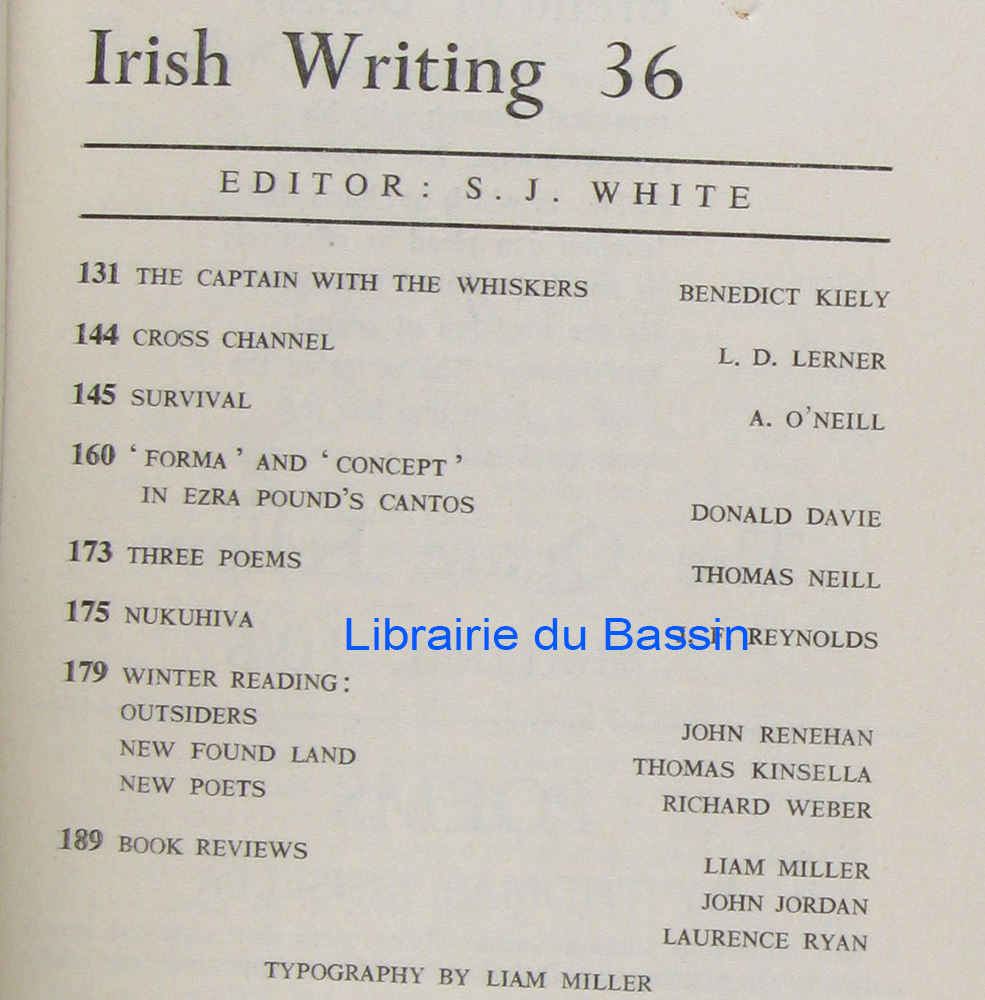 Irish Writing 36
EDITOR: S. J. WHITE
131 THE CAPTAIN WITH THE WHISKERS BENEDICT KIELY
144 CROSS CHANNEL L. D. LERNER
145 SURVIVAL A. O'NEILL
160 ‘FORMA’ AND ‘CONCEPT’
IN EZRA POUND'S CANTOS DONALD DAVIE
173 THREE POEMS THOMAS NEILL
175 NUKUHIVA REYNOLDS
Librairie du Bassin
179 WINTER READING:
OUTSIDERS JOHN RENEHAN
NEW FOUND LAND THOMAS KINSELLA
NEW POETS RICHARD WEBER
189 BOOK REVIEWS LIAM MILLER
JOHN JORDAN
LAURENCE RYAN
TYPOGRAPHY BY LIAM MILLER